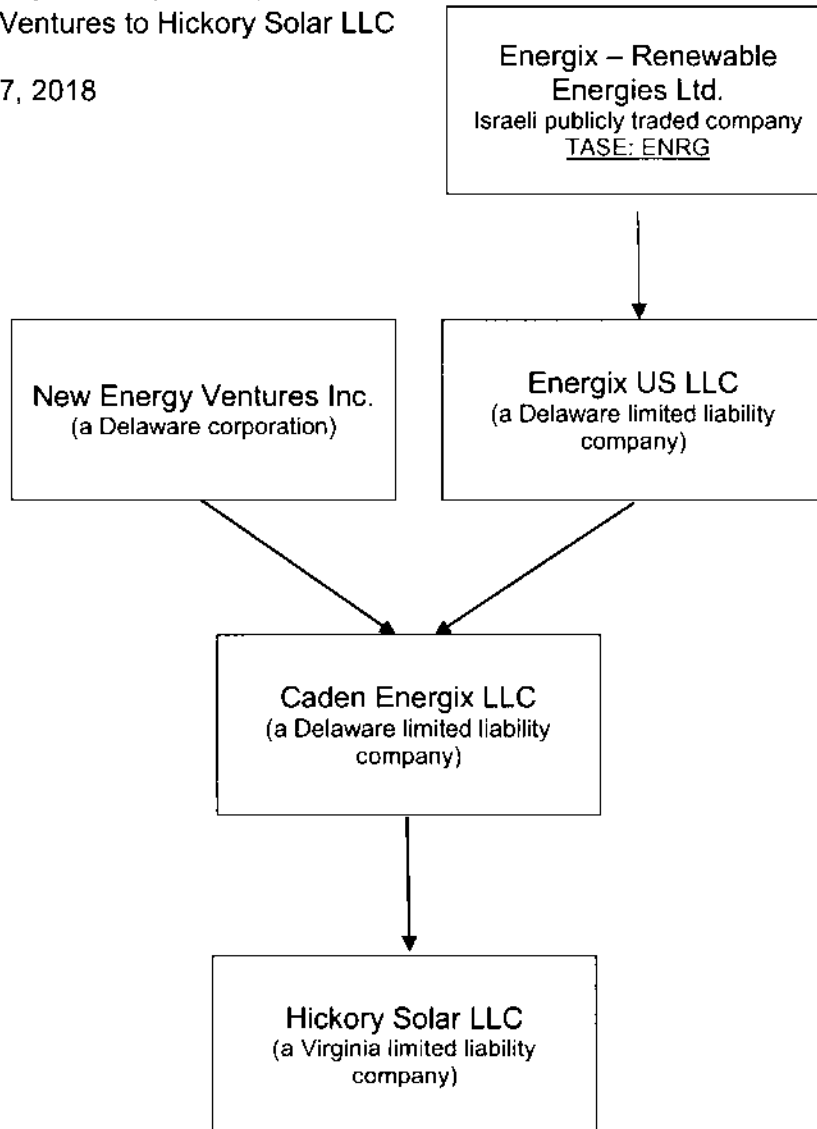 Ventures to Hickory Solar LLC
7, 2018
Energix – Renewable
Energies Ltd.
Israeli publicly traded company
TASE: ENRG
New Energy Ventures Inc.
(a Delaware corporation)
Energix US LLC
(a Delaware limited liability
company)
Caden Energix LLC
(a Delaware limited liability
company)
Hickory Solar LLC
(a Virginia limited liability
company)